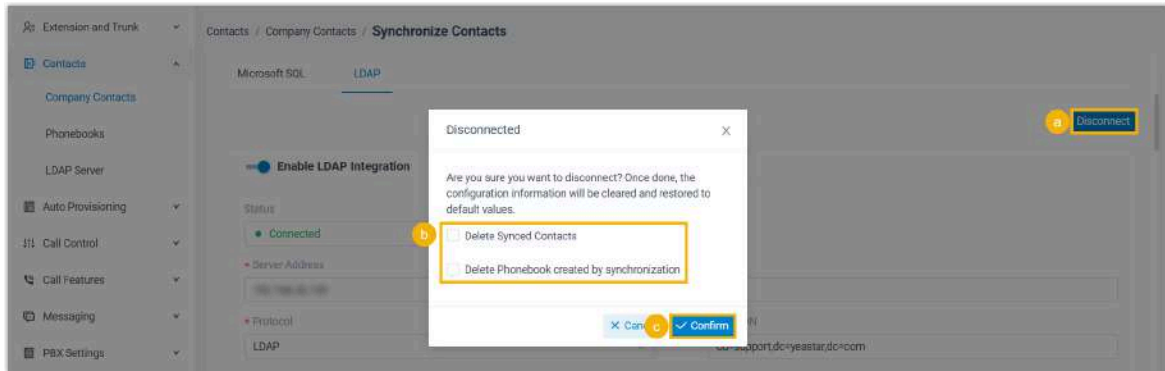 Extension and Trunk
Contacts / Company Contacts / Synchronize Contacts
Contacts
Microsoft SQL
LDAP
Company Contacts
Disconnected
a
Disconnect
Phonebooks
Enable LDAP Integration
Are you sure you want to disconnect? Once done, the
configuration information will be cleared and restored to
default values.
LDAP Server
Auto Provisioning
Status
b
Delete Synced Contacts
Connected
Call Control
* Server Address
Delete Phonebook created by synchronization
Call Features
Messaging
* Protocol
c
Confirm
PBX Settings
LDAP
support,dc=yeastar,dc=com